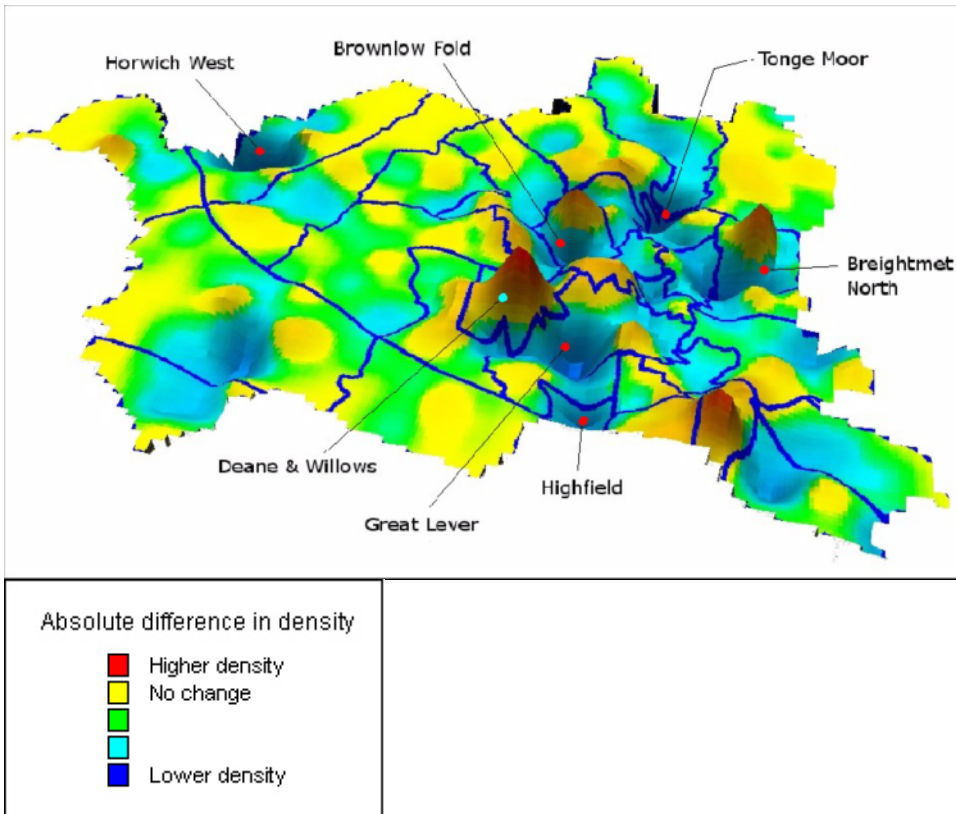 Brownlow Fold
Tonge Moor
Horwich West
Breightmet
North
Deane & Willows
Highfield
Great Lever
Absolute difference in density
Higher density
No change
Lower density